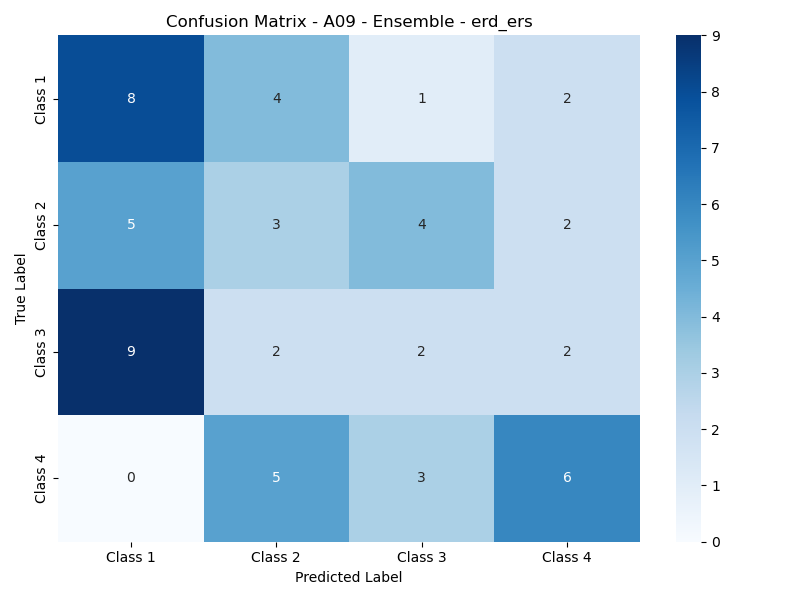 Confusion Matrix - A09 - Ensemble - erd_ers
True Label
Class 1
8 4 1 2
Class 2
5 3 4 2
Class 3
9 2 2 2
Class 4
0 5 3 6
Class 1 Class 2 Class 3 Class 4
Predicted Label
9
8
7
6
5
4
3
2
1
0